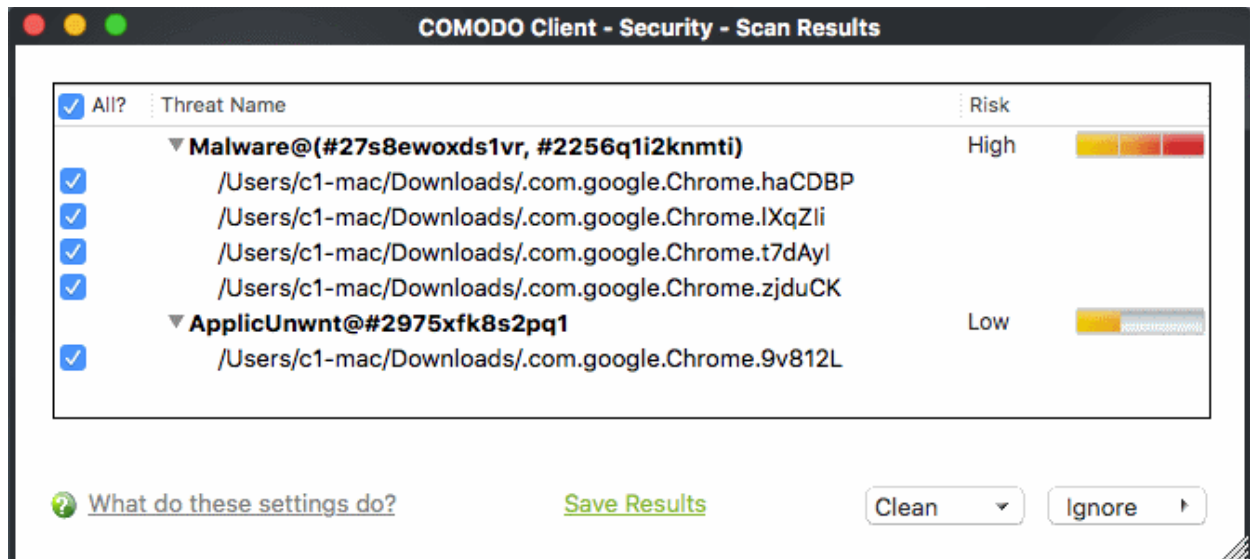 COMODO Client - Security - Scan Results
All? Threat Name Risk
Malware@(#27s8ewoxds1vr, #2256q1i2knmti) High
/Users/c1-mac/Downloads/.com.google.Chrome.haCDBP
/Users/c1-mac/Downloads/.com.google.Chrome.lXqZIi
/Users/c1-mac/Downloads/.com.google.Chrome.t7dAyI
/Users/c1-mac/Downloads/.com.google.Chrome.zjduCK
ApplicUnwnt@#2975xfk8s2pq1 Low
/Users/c1-mac/Downloads/.com.google.Chrome.9v812L
What do these settings do? Save Results Clean Ignore